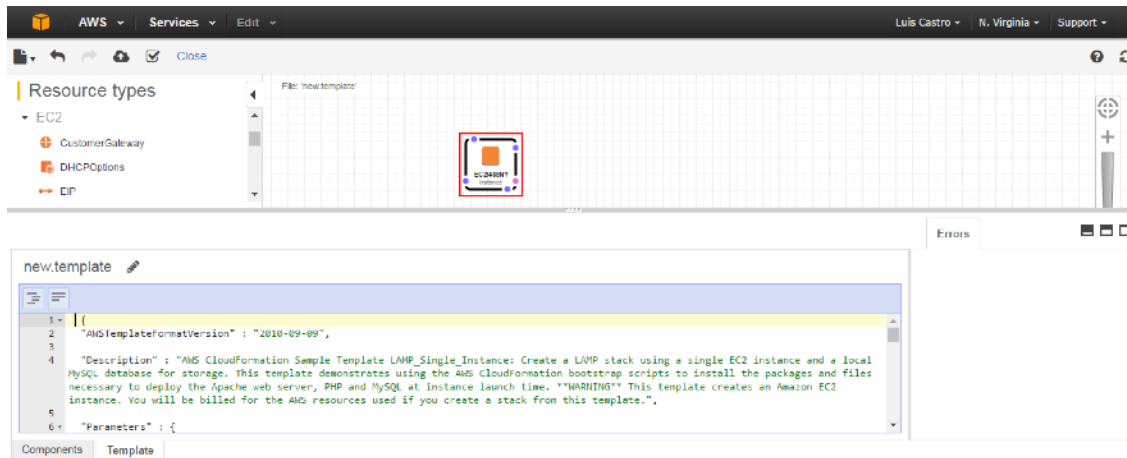 AWS Services Edit Luis Castro N. Virginia Support
Close
Resource types
File: 'new.template'
EC2
CustomerGateway
DHCPOptions
EIP
Instance
Errors
new.template
1 {
2 "AWSTemplateFormatVersion" : "2010-09-09",
3
4 "Description" : "AWS CloudFormation Sample Template LAMP_Single_Instance: Create a LAMP stack using a single EC2 instance and a local
MySQL database for storage. This template demonstrates using the AWS CloudFormation bootstrap scripts to install the packages and files
necessary to deploy the Apache web server, PHP and MySQL at instance launch time. **WARNING** This template creates an Amazon EC2
instance. You will be billed for the AWS resources used if you create a stack from this template.",
5
6 "Parameters" : {
Components Template